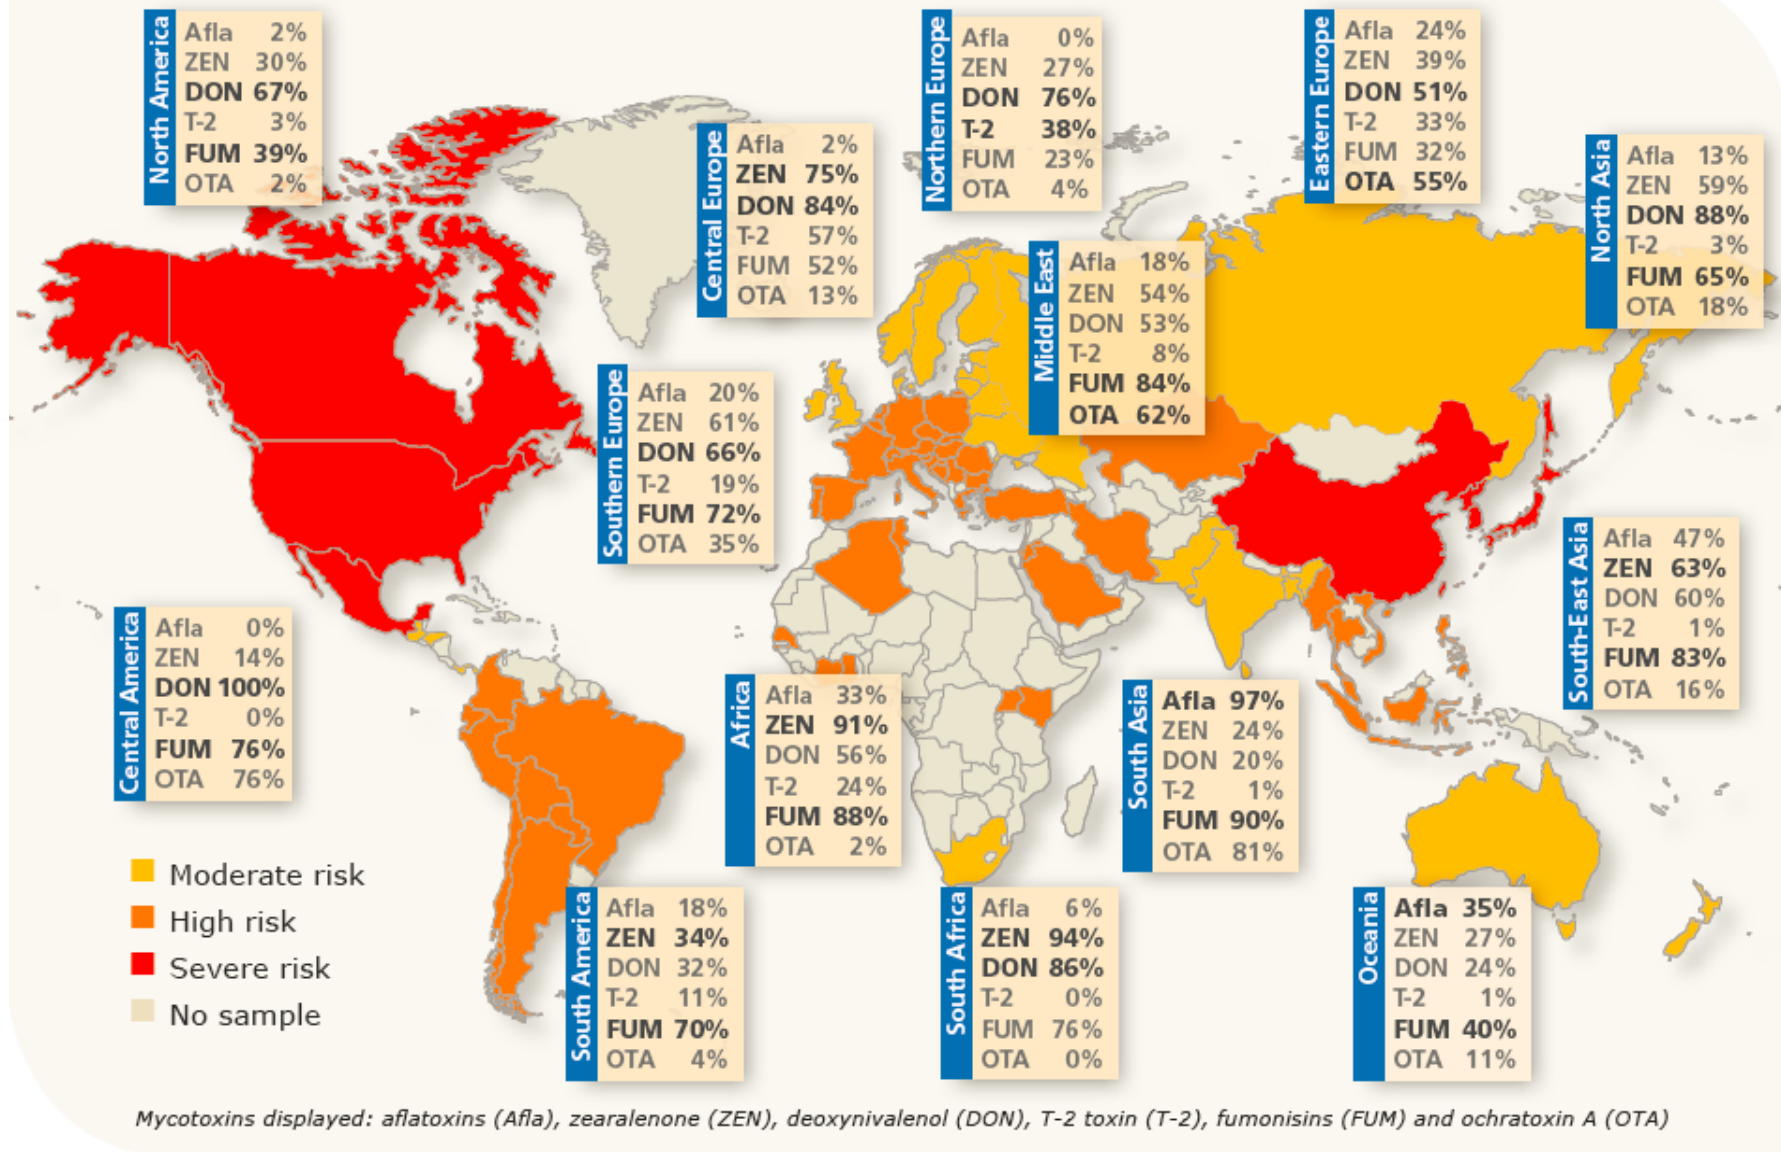 North America
Afla 2%
ZEN 30%
DON 67%
T-2 3%
FUM 39%
OTA 2%
Central Europe
Afla 2%
ZEN 75%
DON 84%
T-2 57%
FUM 52%
OTA 13%
Northern Europe
Afla 0%
ZEN 27%
DON 76%
T-2 38%
FUM 23%
OTA 4%
Eastern Europe
Afla 24%
ZEN 39%
DON 51%
T-2 33%
FUM 32%
OTA 55%
North Asia
Afla 13%
ZEN 59%
DON 88%
T-2 3%
FUM 65%
OTA 18%
Middle East
Afla 18%
ZEN 54%
DON 53%
T-2 8%
FUM 84%
OTA 62%
Southern Europe
Afla 20%
ZEN 61%
DON 66%
T-2 19%
FUM 72%
OTA 35%
South-East Asia
Afla 47%
ZEN 63%
DON 60%
T-2 1%
FUM 83%
OTA 16%
Central America
Afla 0%
ZEN 14%
DON 100%
T-2 0%
FUM 76%
OTA 76%
Africa
Afla 33%
ZEN 91%
DON 56%
T-2 24%
FUM 88%
OTA 2%
South Asia
Afla 97%
ZEN 24%
DON 20%
T-2 1%
FUM 90%
OTA 81%
Moderate risk
High risk
Severe risk
No sample
South America
Afla 18%
ZEN 34%
DON 32%
T-2 11%
FUM 70%
OTA 4%
South Africa
Afla 6%
ZEN 94%
DON 86%
T-2 0%
FUM 76%
OTA 0%
Oceania
Afla 35%
ZEN 27%
DON 24%
T-2 1%
FUM 40%
OTA 11%
Mycotoxins displayed: aflatoxins (Afla), zearalenone (ZEN), deoxynivalenol (DON), T-2 toxin (T-2), fumonisins (FUM) and ochratoxin A (OTA)